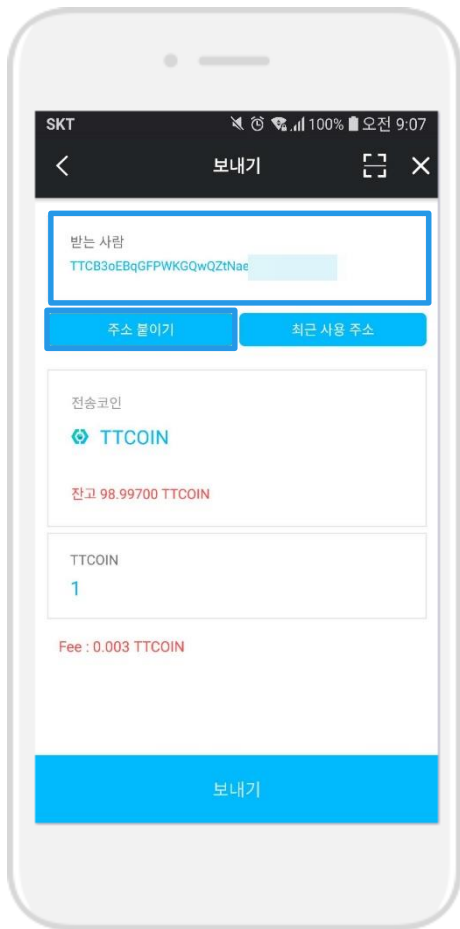 SKT 100% 오전 9:07
보내기
받는 사람
TTCB3oEBqGFPWKGQwQZtNae
주소 붙이기 최근 사용 주소
전송코인
TTCOIN
잔고 98.99700 TTCOIN
TTCOIN
1
Fee : 0.003 TTCOIN
보내기